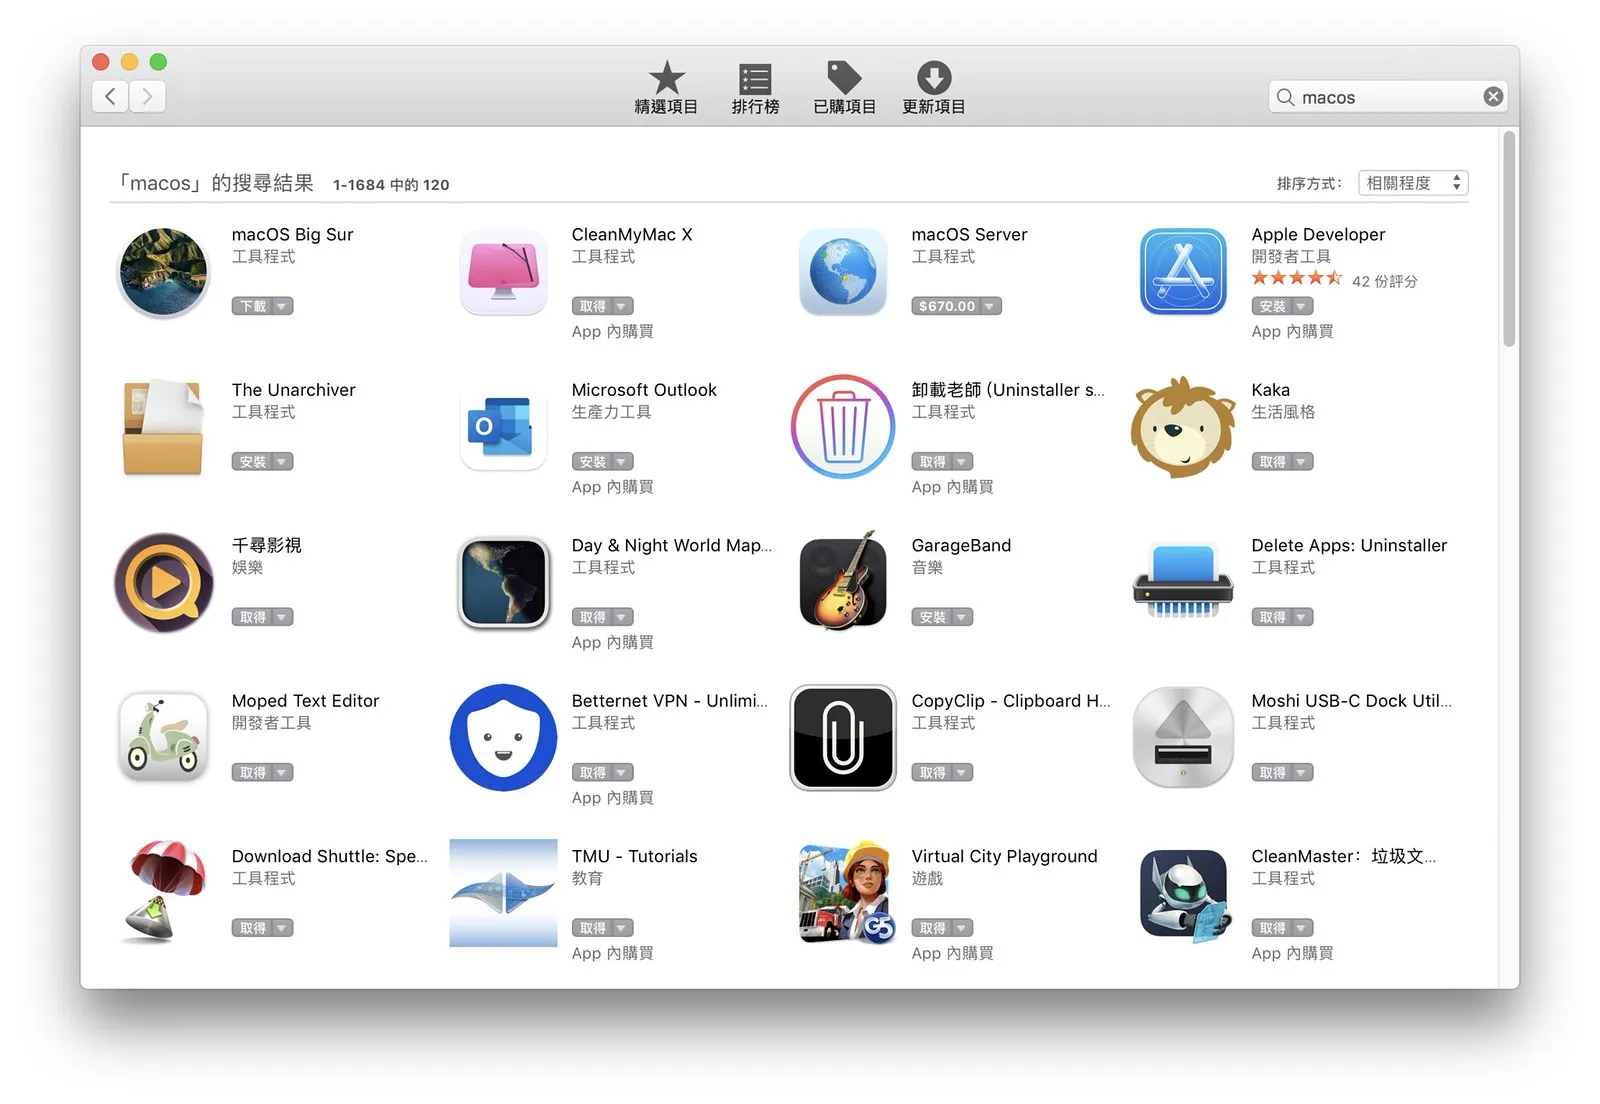 精選項目
排行榜
已購項目
更新項目
macos
「macos」的搜尋結果 1-1684 中的 120
排序方式： 相關程度
macOS Big Sur
工具程式
下載
CleanMyMac X
工具程式
取得
App 內購買
macOS Server
工具程式
$670.00
Apple Developer
開發者工具
42 份評分
安裝
App 內購買
The Unarchiver
工具程式
安裝
Microsoft Outlook
生產力工具
安裝
App 內購買
卸載老師 (Uninstaller s...
工具程式
取得
App 內購買
Kaka
生活風格
取得
千尋影視
娛樂
取得
Day & Night World Map...
工具程式
取得
App 內購買
GarageBand
音樂
安裝
Delete Apps: Uninstaller
工具程式
取得
Moped Text Editor
開發者工具
取得
Betternet VPN - Unlimi...
工具程式
取得
App 內購買
CopyClip - Clipboard H...
工具程式
取得
Moshi USB-C Dock Util...
工具程式
取得
Download Shuttle: Spe...
工具程式
取得
TMU - Tutorials
教育
取得
App 內購買
G5
Virtual City Playground
遊戲
取得
App 內購買
CleanMaster：垃圾文...
工具程式
取得
App 內購買